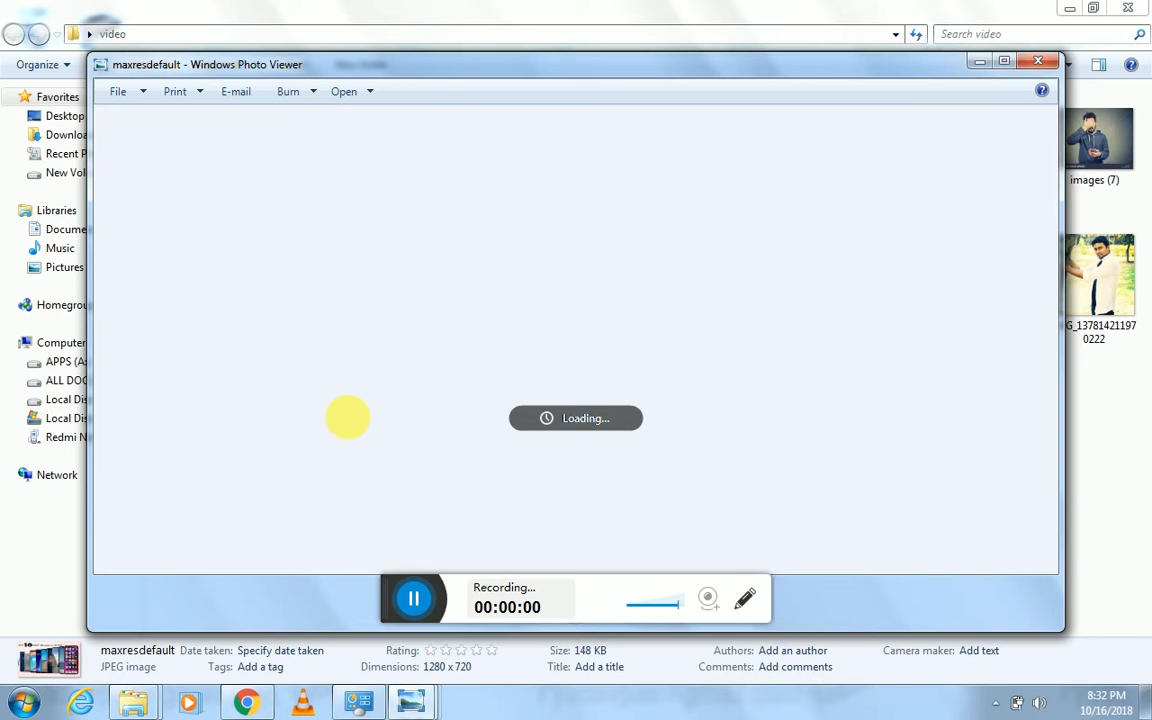 video
Search video
Organize
maxresdefault - Windows Photo Viewer
File
Print
E-mail
Burn
Open
Favorites
Desktop
Downloa
Recent P
New Vol
Libraries
Docume
Music
Pictures
Homegrou
Computer
APPS (A:
ALL DOC
Local Dis
Local Dis
Redmi N
Network
images (7)
G_13781421197
0222
Loading...
Recording...
00:00:00
maxresdefault
JPEG image
Date taken: Specify date taken
Tags: Add a tag
Rating:
Dimensions: 1280 x 720
Size: 148 KB
Title: Add a title
Authors: Add an author
Comments: Add comments
Camera maker: Add text
8:32 PM
10/16/2018